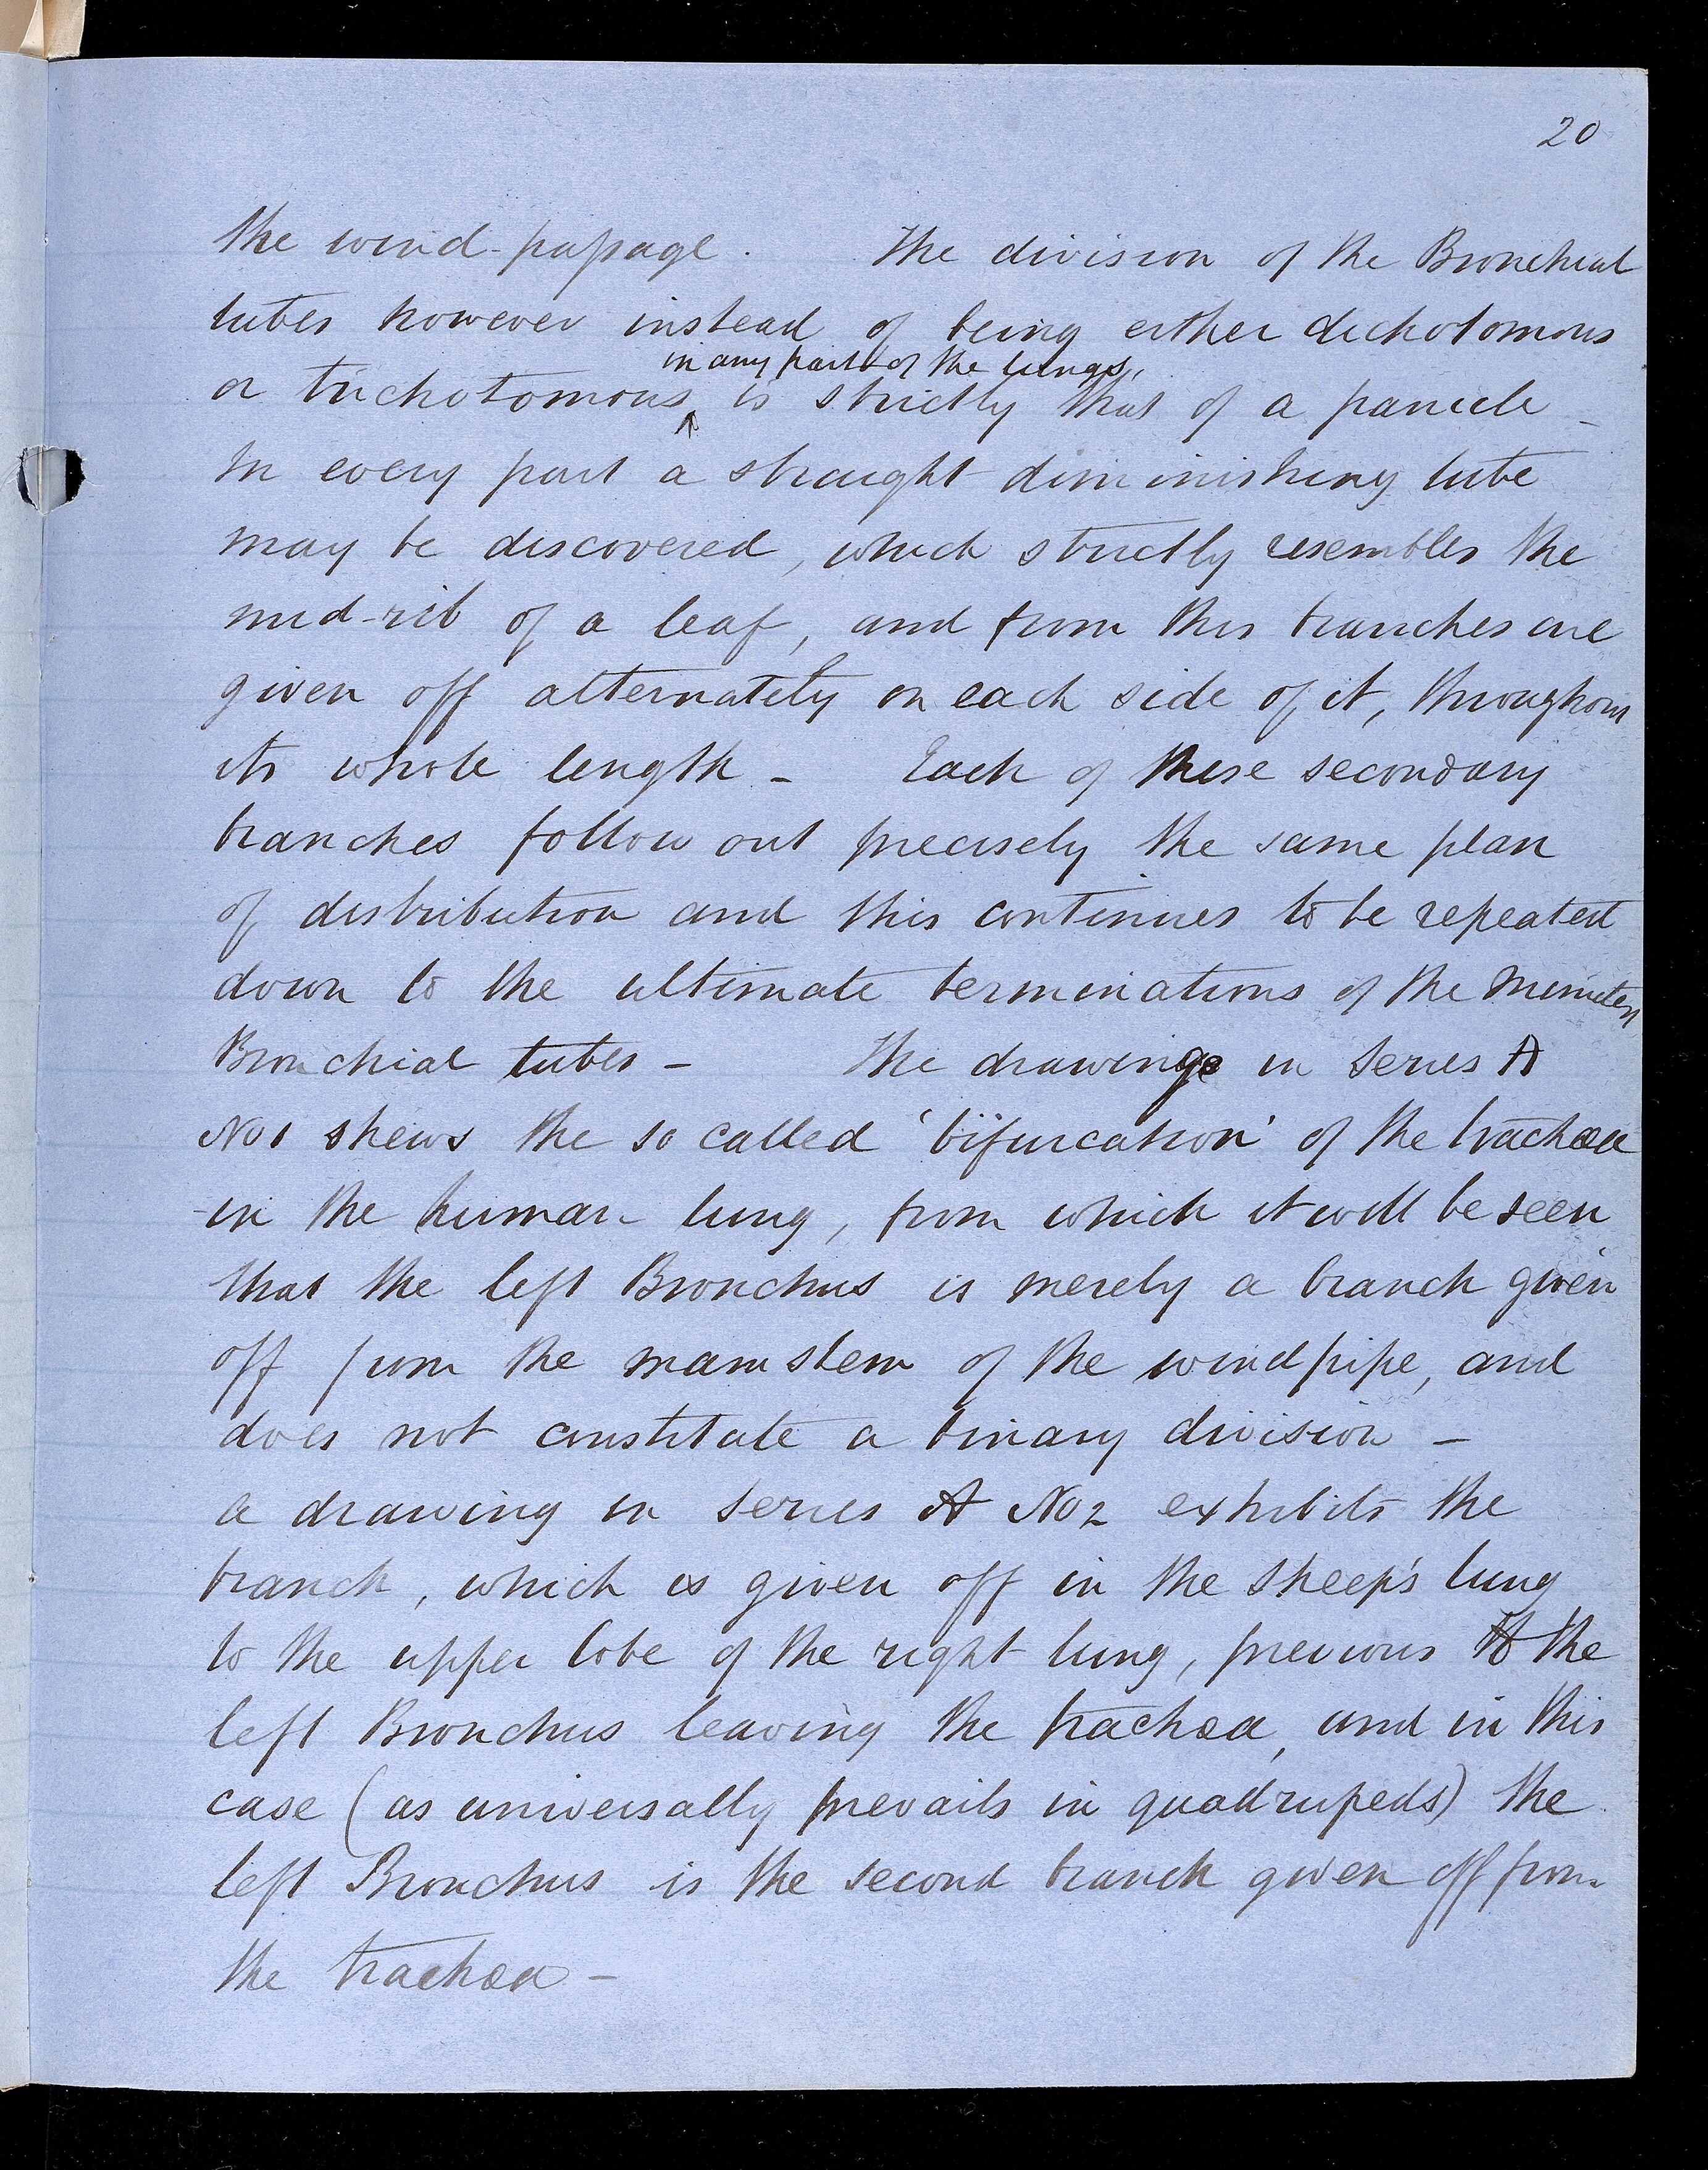 20
the wind-passage. The division of the Bronchial
tubes however instead of being either dichotomous
in any part of the lungs,
or trichotomous is strictly that of a panicle -
In every part a straight diminishing tube
may be discovered, which strictly resembles the
mid-rib of a leaf, and from this branches are
given off alternately on each side of it, throughout
its whole length - Each of these secondary
branches follow out precisely the same plan
of distribution and this continues to be repeated
down to the ultimate terminations of the minutest
Bronchial tubes - The drawings in Series A
No 1 shews the so called 'bifurcation' of the trachæa
in the human lung, from which it will be seen
that the left Bronchus is merely a branch given
off from the main stem of the windpipe, and
does not constitute a binary division -
a drawing in Series A No 2 exhibits the
branch, which is given off in the sheep's lung
to the upper lobe of the right lung, previous to the
left Bronchus leaving the trachæa, and in this
case (as universally prevails in quadrupeds) the
left Bronchus is the second branch given off from
the trachæa -